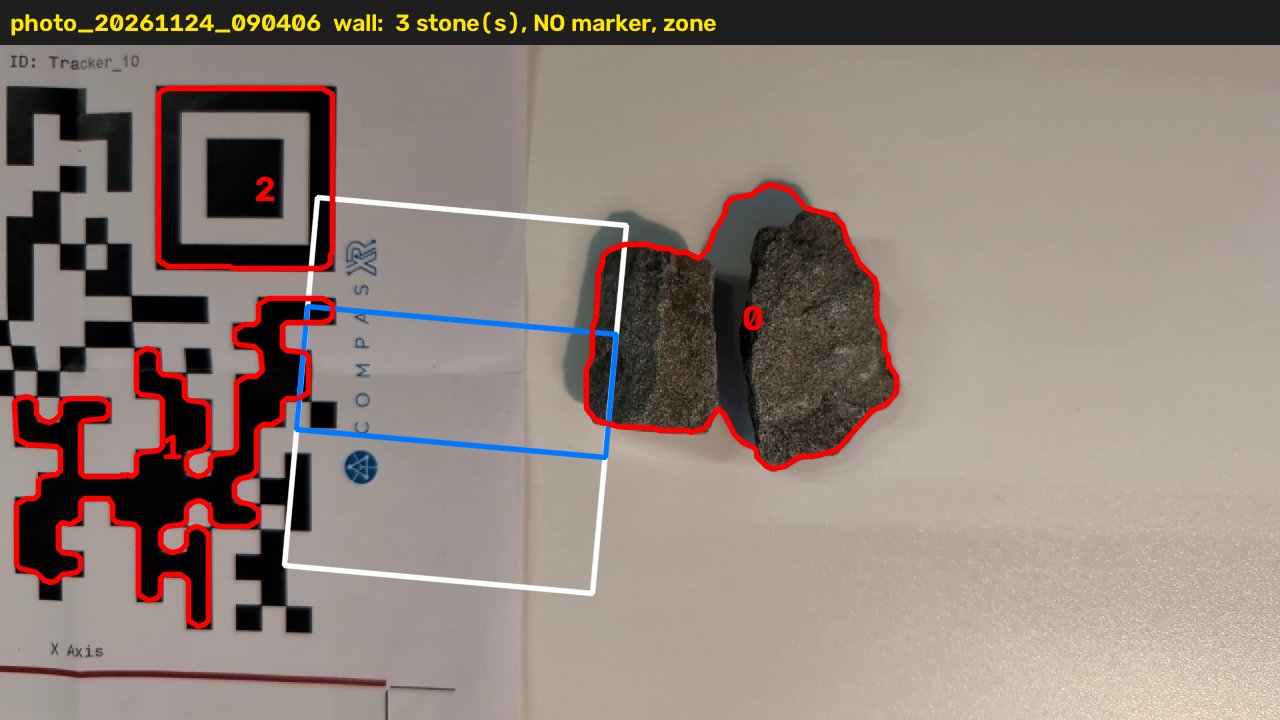 photo_20261124_090406 wall: 3 stone(s), NO marker, zone
ID: Tracker_10
2
COMPAS XR
0
1
X Axis